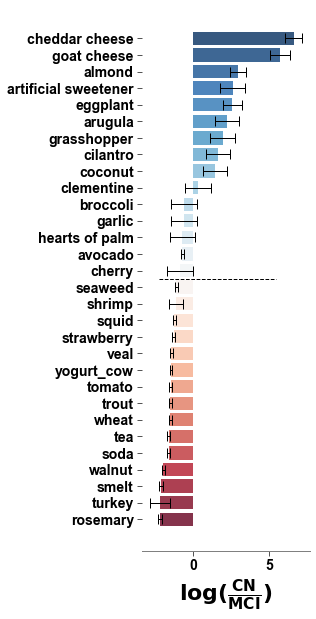 cheddar cheese
goat cheese
almond
artificial sweetener
eggplant
arugula
grasshopper
cilantro
coconut
clementine
broccoli
garlic
hearts of palm
avocado
cherry
seaweed
shrimp
squid
strawberry
veal
yogurt_cow
tomato
trout
wheat
tea
soda
walnut
smelt
turkey
rosemary
0 5
log(CN/MCI)